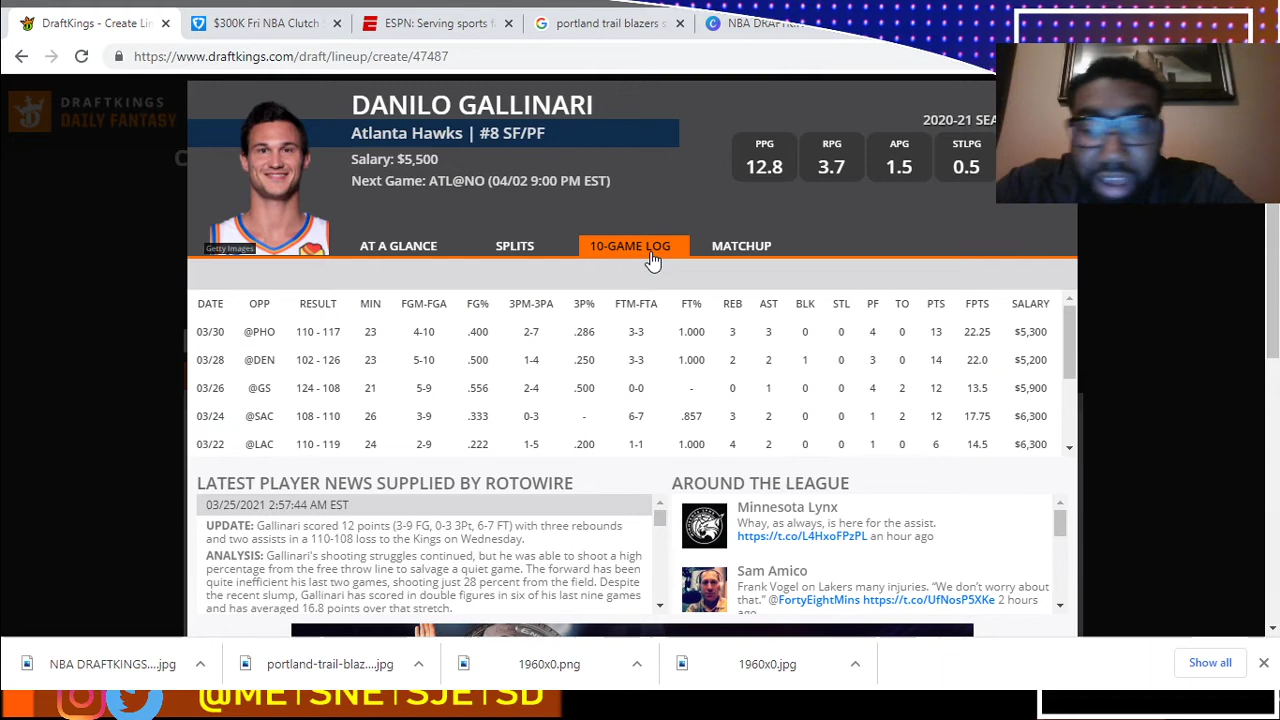 DraftKings - Create Lin
$300K Fri NBA Clutch
ESPN: Serving sports f
portland trail blazers s
NBA DRAFTKING
https://www.draftkings.com/draft/lineup/create/47487
DRAFTKINGS
DAILY FANTASY
DANILO GALLINARI
Atlanta Hawks | #8 SF/PF
Salary: $5,500
Next Game: ATL@NO (04/02 9:00 PM EST)
Getty Images
2020-21 SEA
PPG RPG APG STLPG
12.8 3.7 1.5 0.5
AT A GLANCE SPLITS 10-GAME LOG MATCHUP
DATE OPP RESULT MIN FGM-FGA FG% 3PM-3PA 3P% FTM-FTA FT% REB AST BLK STL PF TO PTS FPTS SALARY
03/30 @PHO 110 - 117 23 4-10 .400 2-7 .286 3-3 1.000 3 3 0 0 4 0 13 22.25 $5,300
03/28 @DEN 102 - 126 23 5-10 .500 1-4 .250 3-3 1.000 2 2 1 0 3 0 14 22.0 $5,200
03/26 @GS 124 - 108 21 5-9 .556 2-4 .500 0-0 - 0 1 0 0 4 2 12 13.5 $5,900
03/24 @SAC 108 - 110 26 3-9 .333 0-3 - 6-7 .857 3 2 0 0 1 2 12 17.75 $6,300
03/22 @LAC 110 - 119 24 2-9 .222 1-5 .200 1-1 1.000 4 2 0 0 1 0 6 14.5 $6,300
LATEST PLAYER NEWS SUPPLIED BY ROTOWIRE
03/25/2021 2:57:44 AM EST
UPDATE: Gallinari scored 12 points (3-9 FG, 0-3 3Pt, 6-7 FT) with three rebounds
and two assists in a 110-108 loss to the Kings on Wednesday.
ANALYSIS: Gallinari's shooting struggles continued, but he was able to shoot a high
percentage from the free throw line to salvage a quiet game. The forward has been
quite inefficient his last two games, shooting just 28 percent from the field. Despite
the recent slump, Gallinari has scored in double figures in six of his last nine games
and has averaged 16.8 points over that stretch.
AROUND THE LEAGUE
Minnesota Lynx
Whay, as always, is here for the assist.
https://t.co/L4HxoFPzPL an hour ago
Sam Amico
Frank Vogel on Lakers many injuries. “We don't worry about
that.” @FortyEightMins https://t.co/UfNosP5XKe 2 hours
ago
NBA DRAFTKINGS....jpg
portland-trail-blaz....jpg
1960x0.png
1960x0.jpg
Show all
@METSNETSJETSD